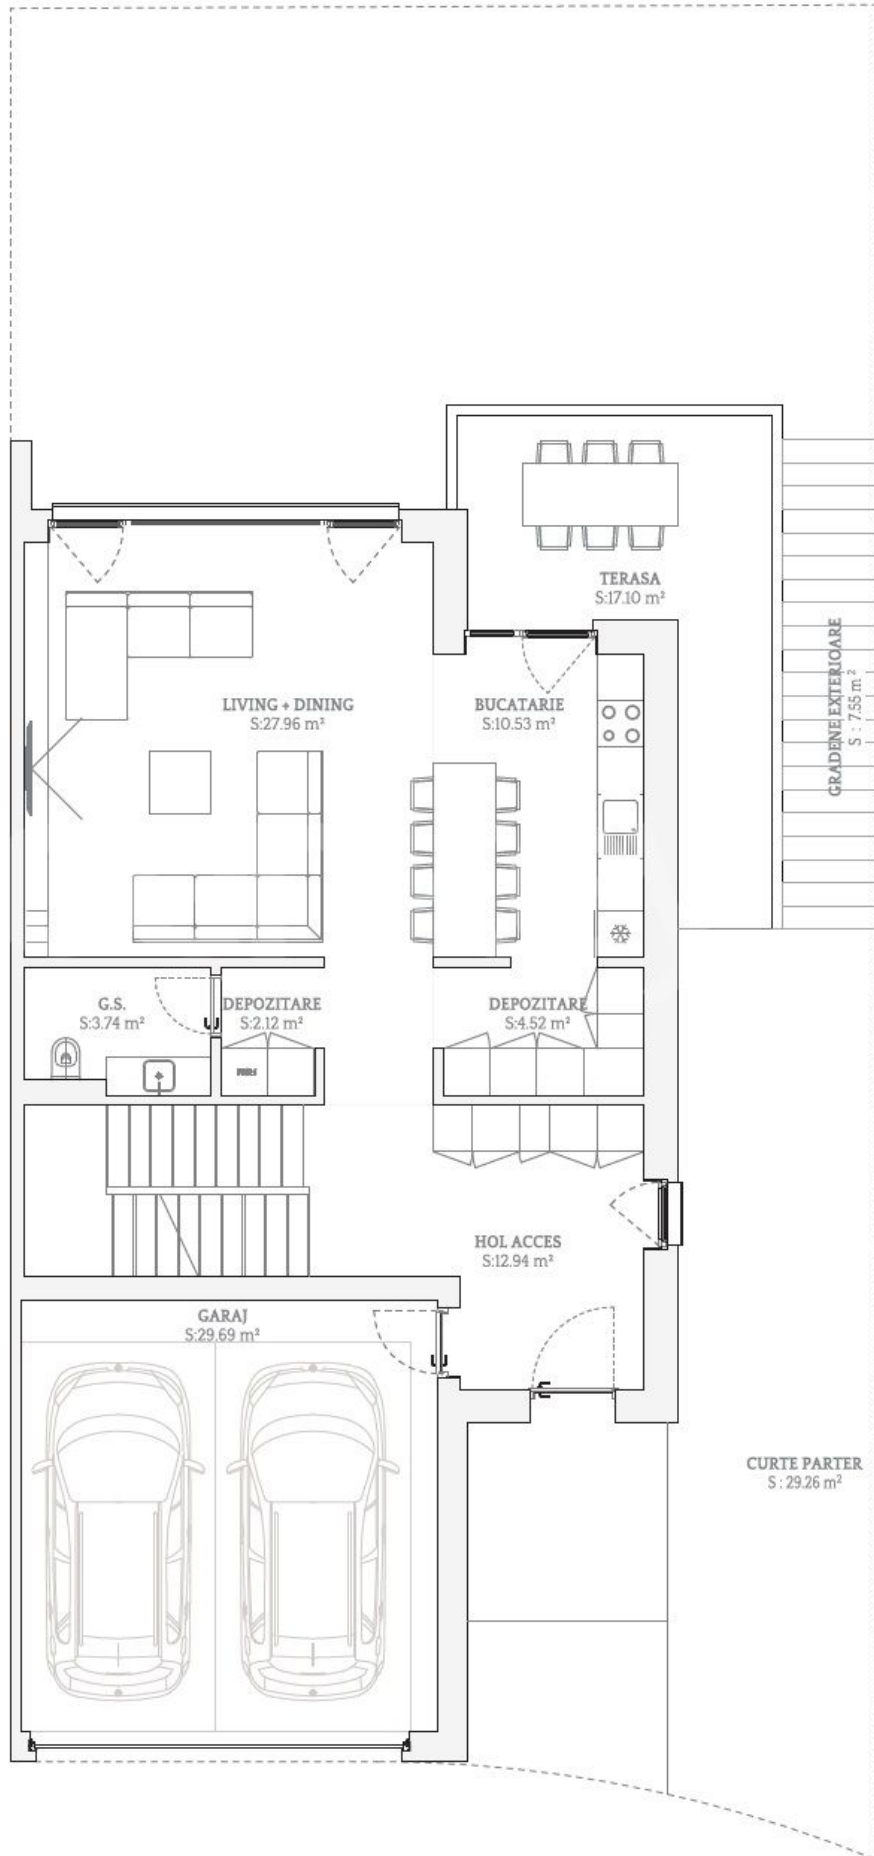 TERASA
S:17.10 m²
GRADENE EXTERIOARE
S : 7.55 m²
LIVING + DINING
S:27.96 m²
BUCATARIE
S:10.53 m²
G.S.
S:3.74 m²
DEPOZITARE
S:2.12 m²
DEPOZITARE
S:4.52 m²
HOL ACCES
S:12.94 m²
GARAJ
S:29.69 m²
CURTE PARTER
S : 29.26 m²